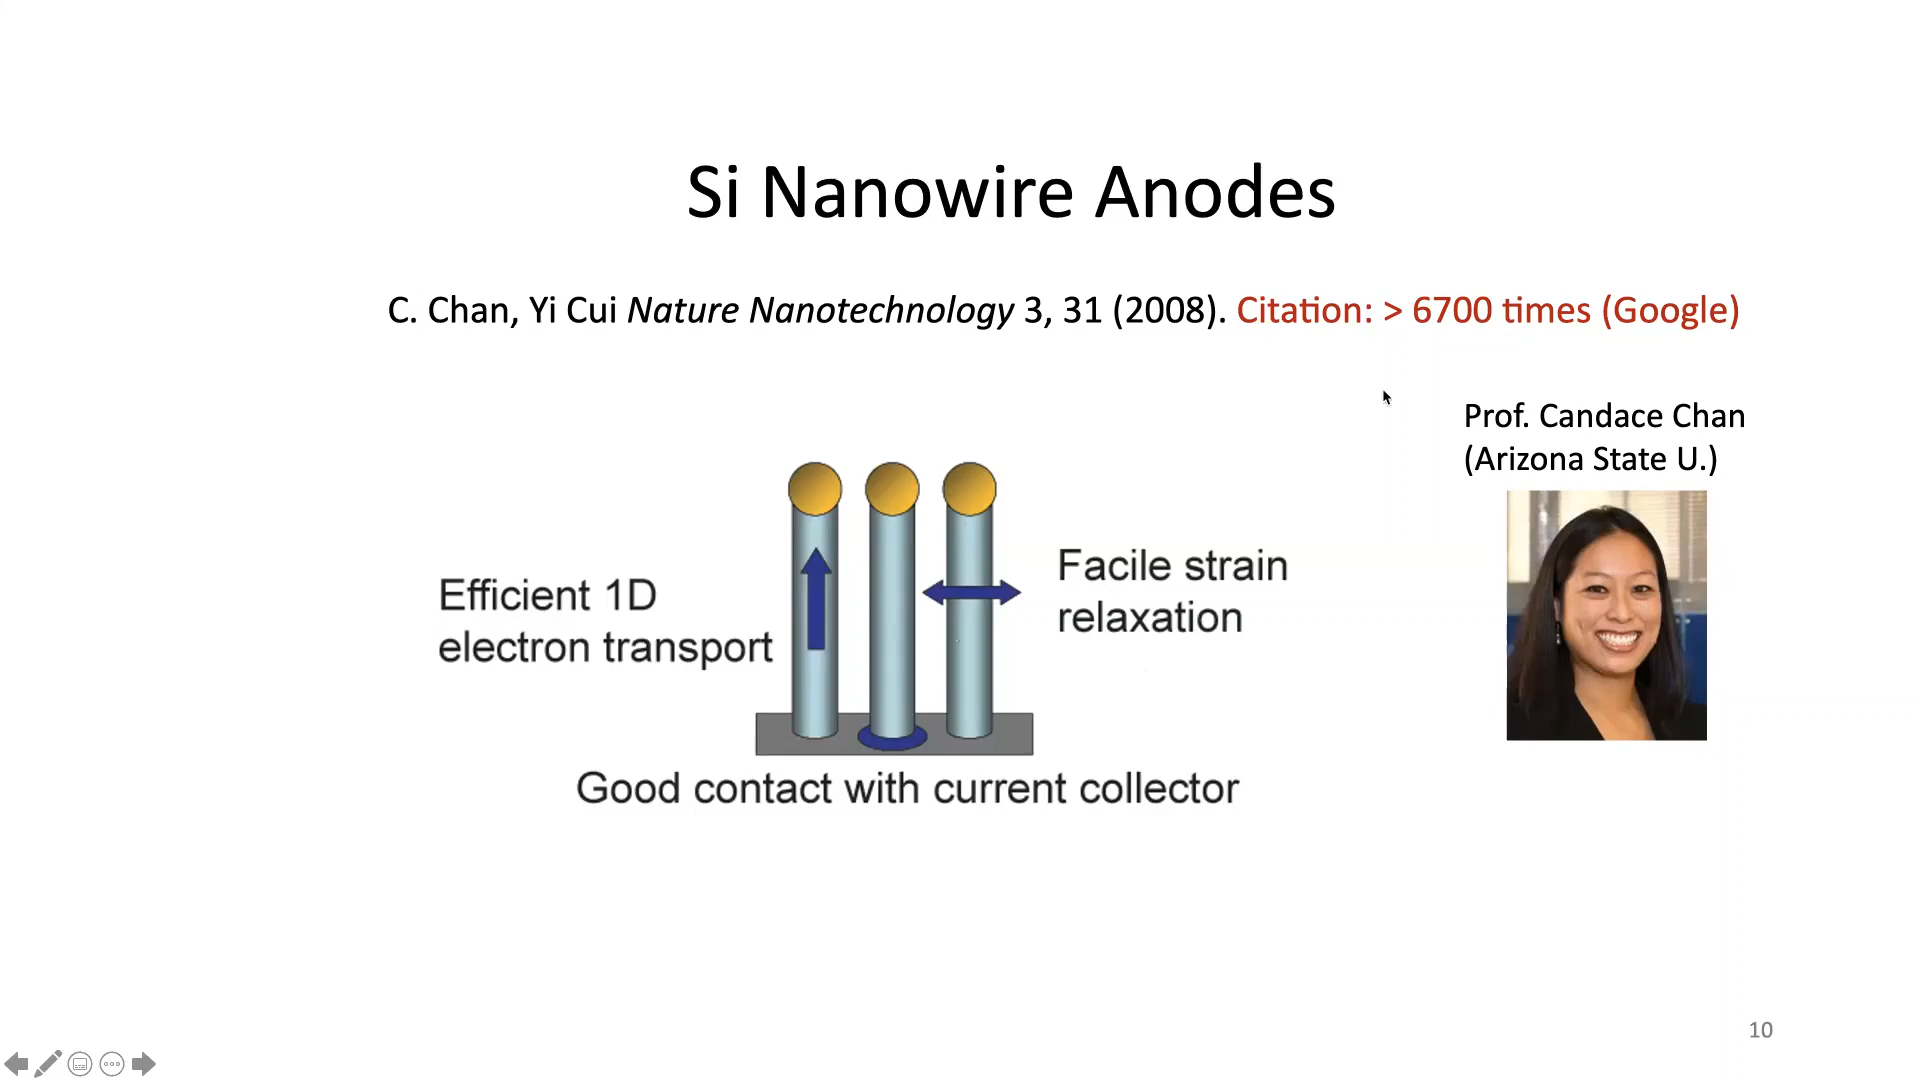 Si Nanowire Anodes
C. Chan, Yi Cui Nature Nanotechnology 3, 31 (2008). Citation: > 6700 times (Google)
Prof. Candace Chan
(Arizona State U.)
Efficient 1D
electron transport
Facile strain
relaxation
Good contact with current collector
10